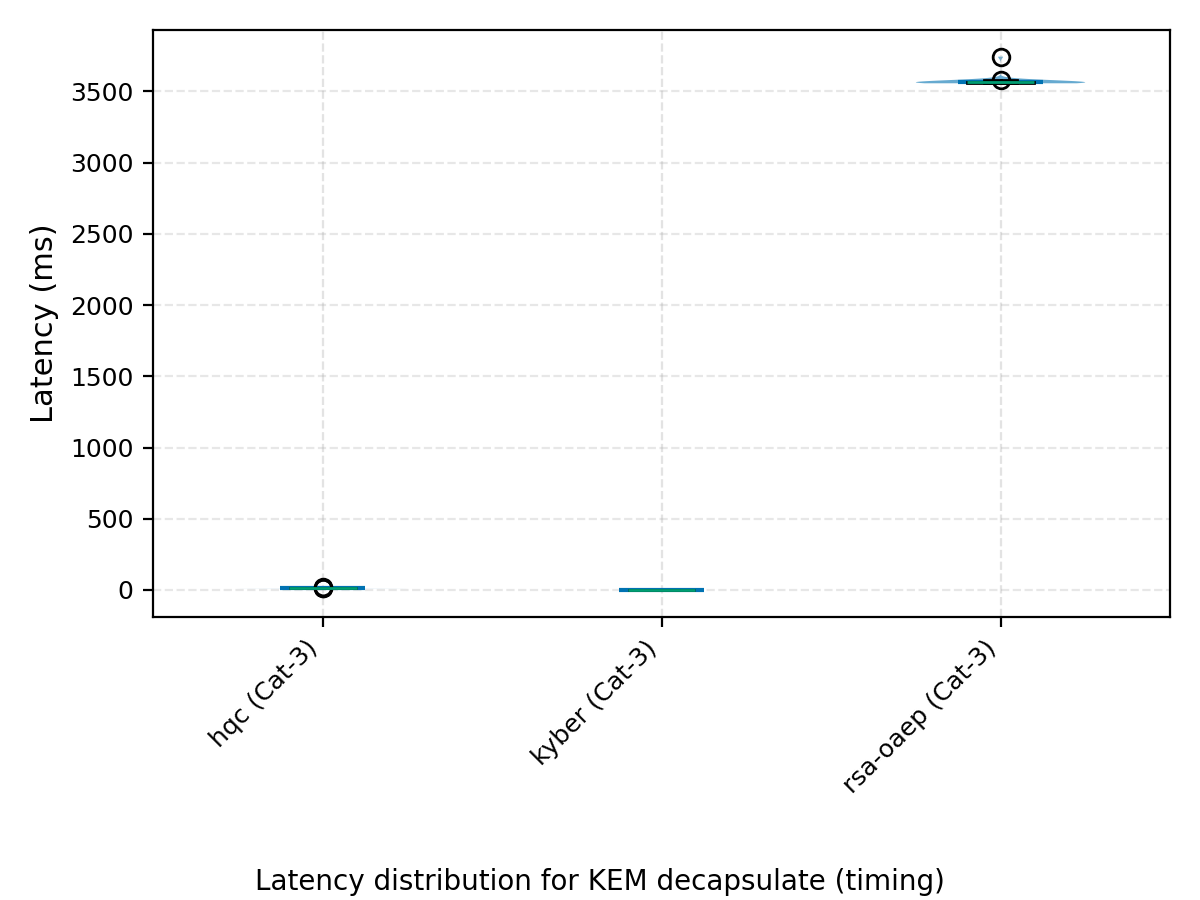 Latency (ms)
3500
3000
2500
2000
1500
1000
500
0
hqc (Cat-3)
kyber (Cat-3)
rsa-oaep (Cat-3)
Latency distribution for KEM decapsulate (timing)